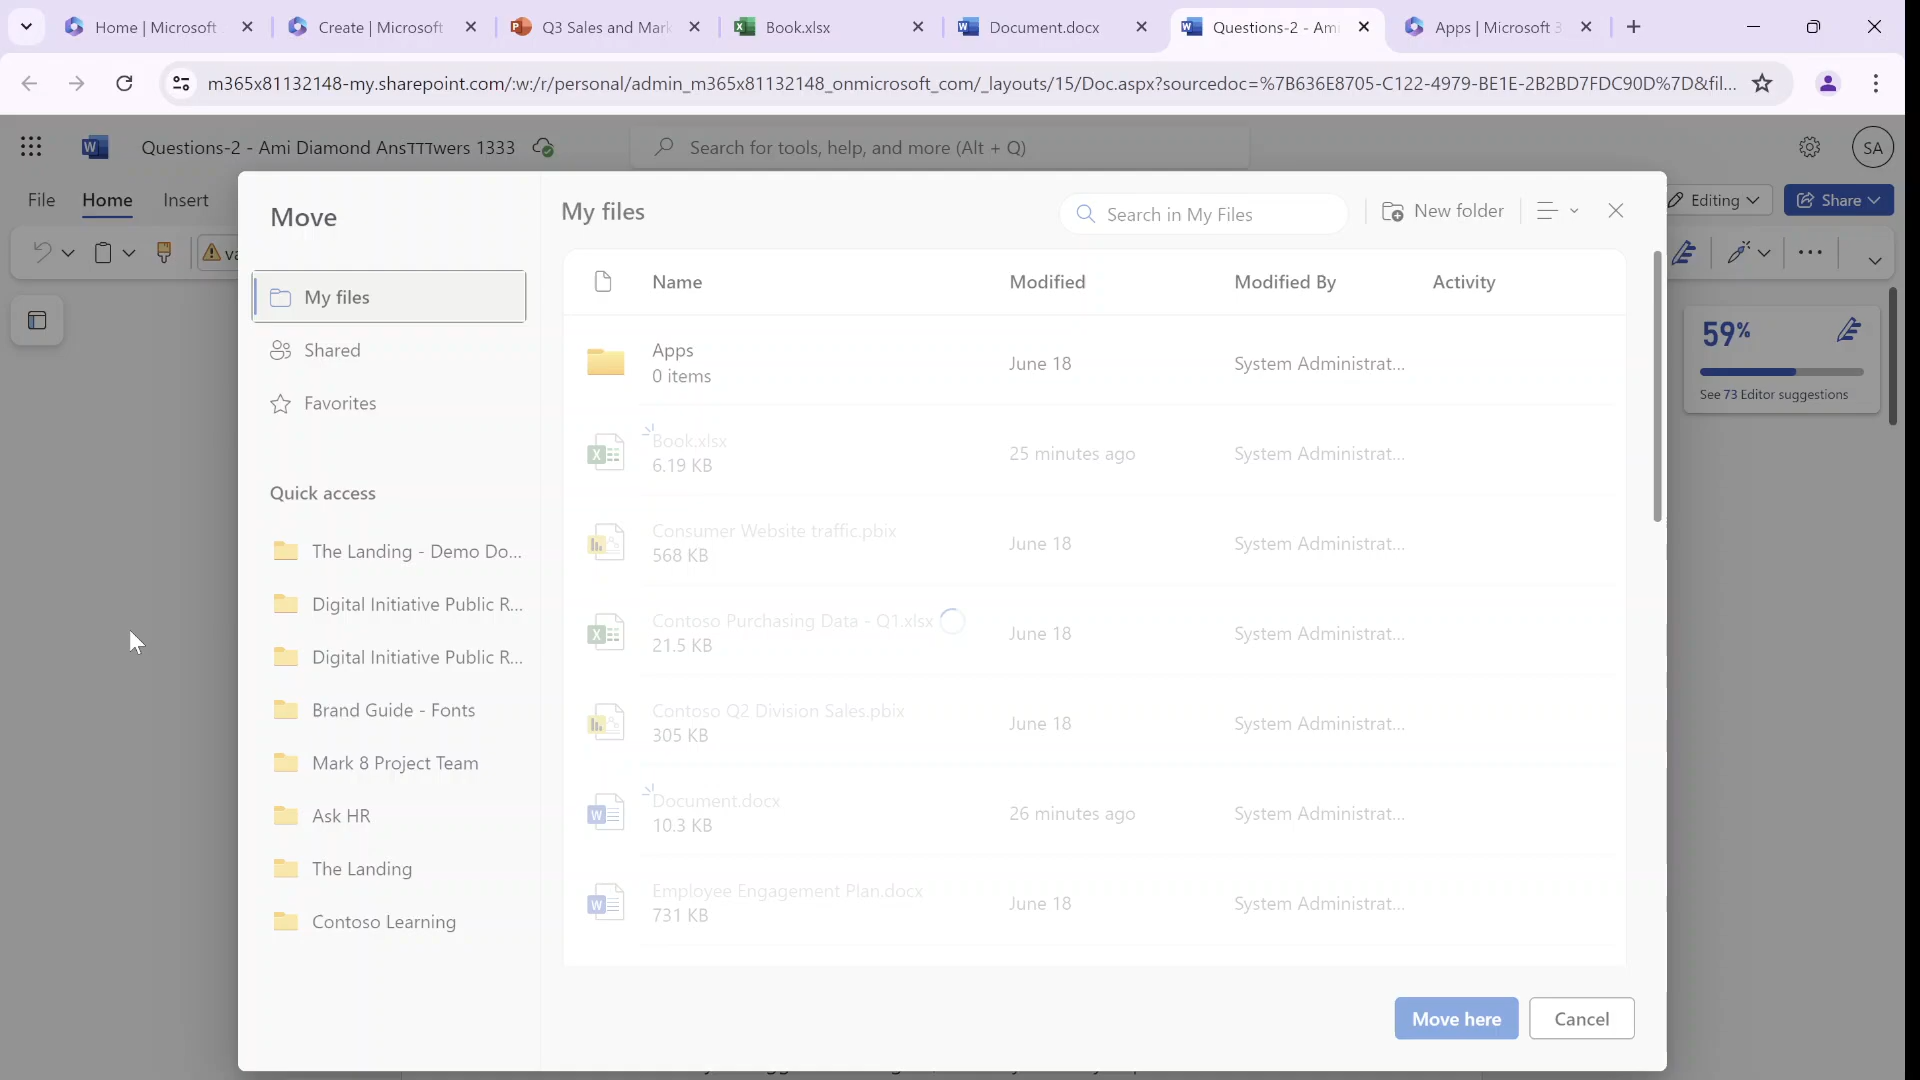 Home | Microsoft
Create | Microsoft
Q3 Sales and Mark
Book.xlsx
Document.docx
Questions-2 - Ami
Apps | Microsoft 3
m365x81132148-my.sharepoint.com/:w:/r/personal/admin_m365x81132148_onmicrosoft_com/_layouts/15/Doc.aspx?sourcedoc=%7B636E8705-C122-4979-BE1E-2B2BD7FDC90D%7D&fil...
Questions-2 - Ami Diamond AnsTTTwers 1333
Search for tools, help, and more (Alt + Q)
SA
File
Home
Insert
Editing
Share
va
59%
See 73 Editor suggestions
Move
My files
Shared
Favorites
Quick access
The Landing - Demo Do...
Digital Initiative Public R...
Digital Initiative Public R...
Brand Guide - Fonts
Mark 8 Project Team
Ask HR
The Landing
Contoso Learning
My files
Search in My Files
New folder
Name
Modified
Modified By
Activity
Apps
0 items
June 18
System Administrat...
Book.xlsx
6.19 KB
25 minutes ago
System Administrat...
Consumer Website traffic.pbix
568 KB
June 18
System Administrat...
Contoso Purchasing Data - Q1.xlsx
21.5 KB
June 18
System Administrat...
Contoso Q2 Division Sales.pbix
305 KB
June 18
System Administrat...
Document.docx
10.3 KB
26 minutes ago
System Administrat...
Employee Engagement Plan.docx
731 KB
June 18
System Administrat...
Move here
Cancel